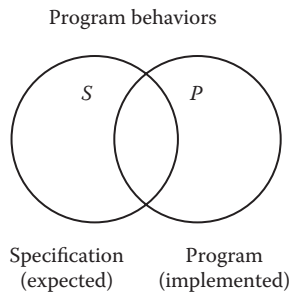 Program behaviors
S
P
Specification
(expected)
Program
(implemented)